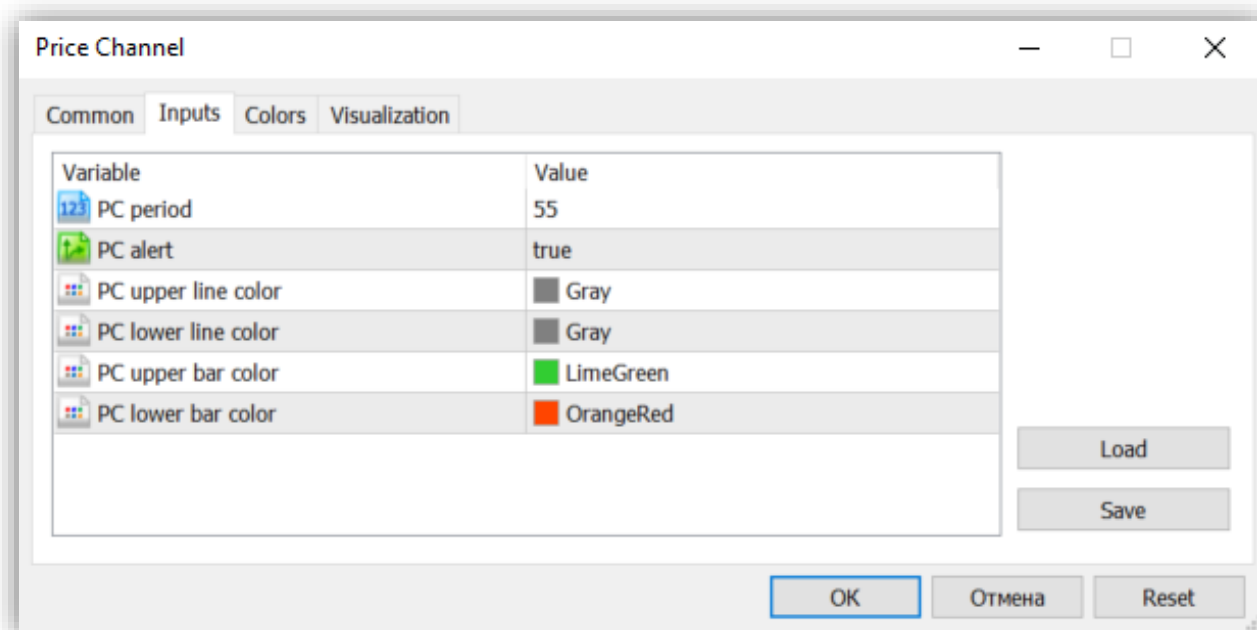 Price Channel
Common Inputs Colors Visualization
Variable Value
123 PC period 55
PC alert true
PC upper line color Gray
PC lower line color Gray
PC upper bar color LimeGreen
PC lower bar color OrangeRed
Load
Save
OK Отмена Reset